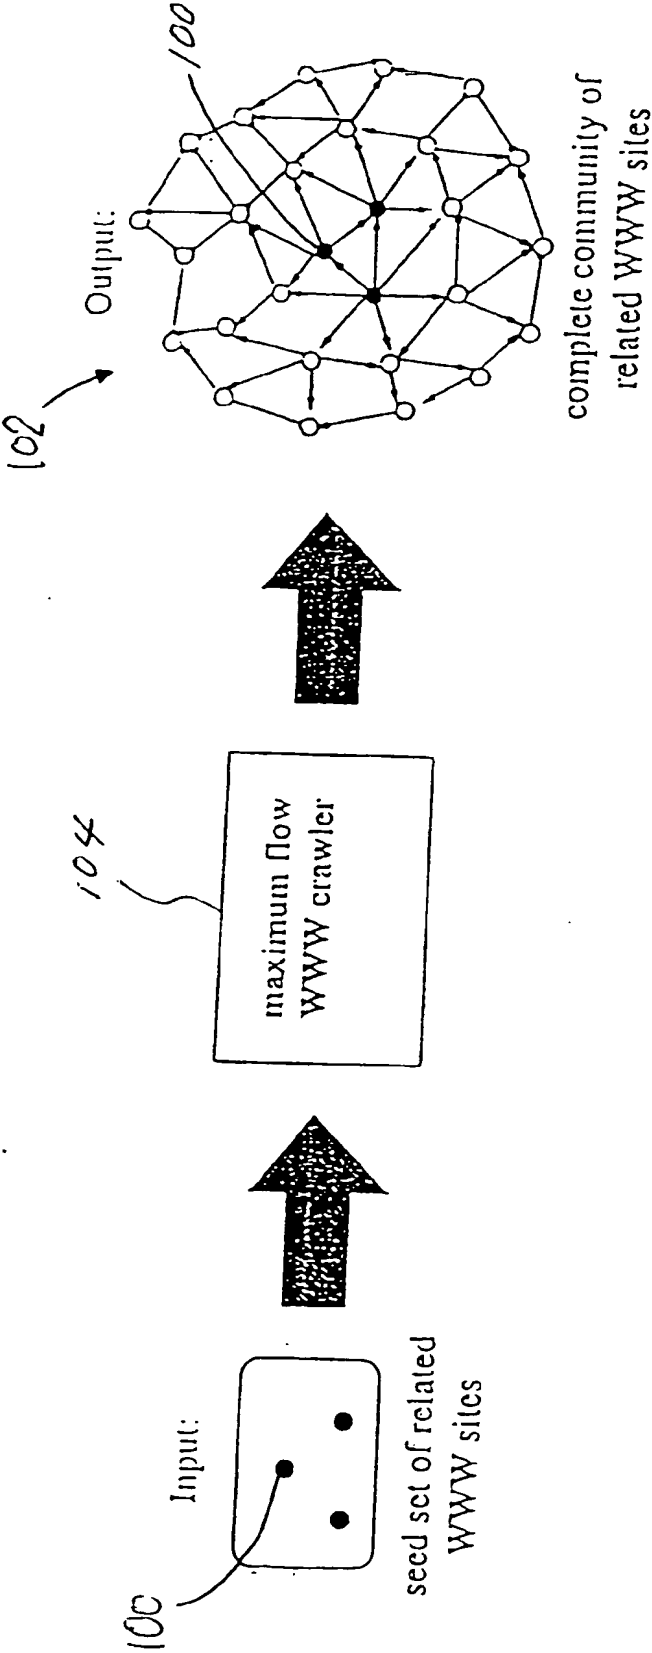 Input:
100
seed set of related
WWW sites
104
maximum flow
WWW crawler
102
Output:
100
complete community of
related WWW sites